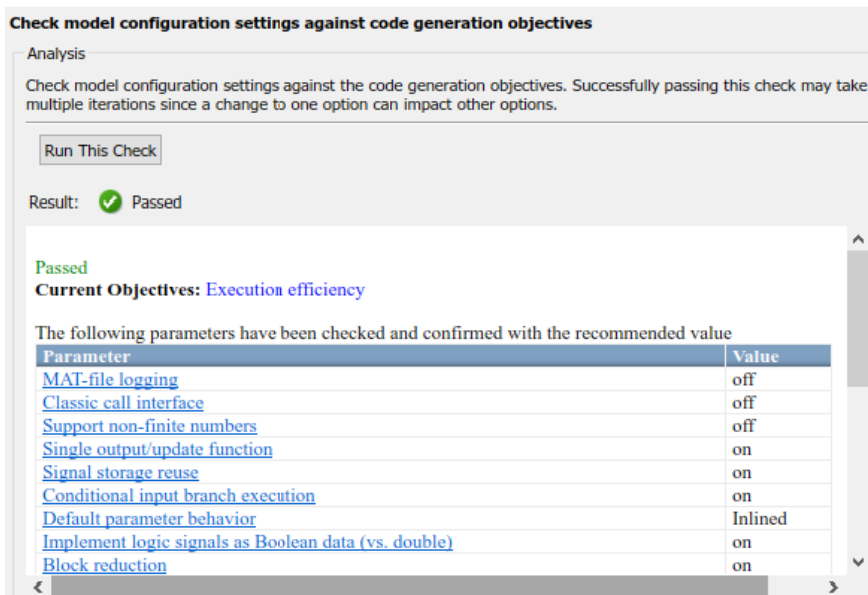 Check model configuration settings against code generation objectives
Analysis
Check model configuration settings against the code generation objectives. Successfully passing this check may take
multiple iterations since a change to one option can impact other options.
Run This Check
Result: Passed
Passed
Current Objectives: Execution efficiency
The following parameters have been checked and confirmed with the recommended value
Parameter Value
MAT-file logging off
Classic call interface off
Support non-finite numbers off
Single output/update function on
Signal storage reuse on
Conditional input branch execution on
Default parameter behavior Inlined
Implement logic signals as Boolean data (vs. double) on
Block reduction on